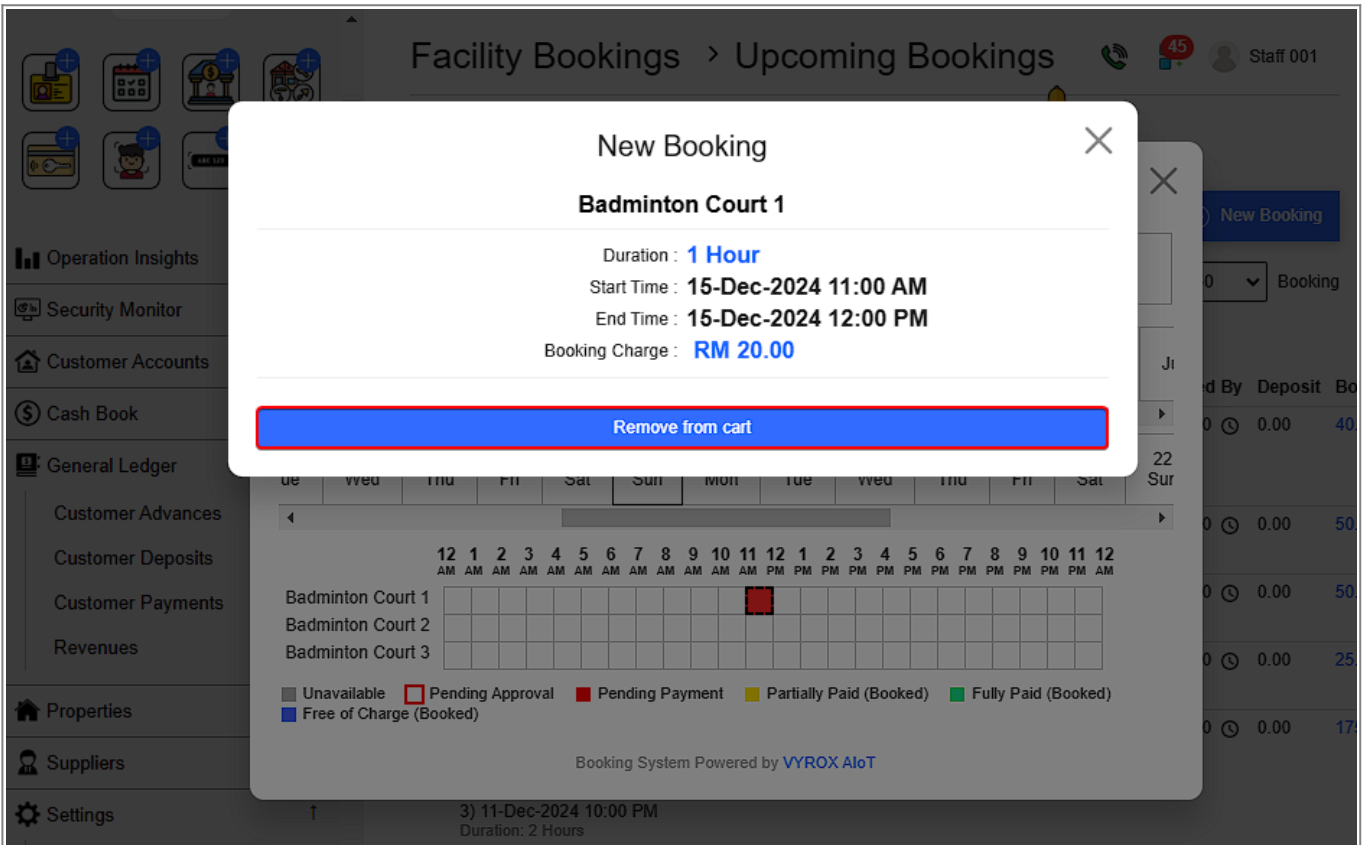 Facility Bookings > Upcoming Bookings
45
Staff 001
ABC 123
New Booking
Badminton Court 1
Duration : 1 Hour
Start Time : 15-Dec-2024 11:00 AM
End Time : 15-Dec-2024 12:00 PM
Booking Charge : RM 20.00
Remove from cart
New Booking
Booking
Operation Insights
Security Monitor
Customer Accounts
Cash Book
General Ledger
Customer Advances
Customer Deposits
Customer Payments
Revenues
Properties
Suppliers
Settings
By Deposit
0.00 40.
0.00 50.
0.00 50.
0.00 25.
0.00
22
Wed Thu Fri Sat Sun Mon Tue Wed Thu Fri Sat Sun
12 1 2 3 4 5 6 7 8 9 10 11 12 1 2 3 4 5 6 7 8 9 10 11 12
AM AM AM AM AM AM AM AM AM AM AM AM PM PM PM PM PM PM PM PM PM PM PM PM AM
Badminton Court 1
Badminton Court 2
Badminton Court 3
Unavailable Pending Approval Pending Payment Partially Paid (Booked) Fully Paid (Booked)
Free of Charge (Booked)
Booking System Powered by VYROX AIoT
3) 11-Dec-2024 10:00 PM
Duration: 2 Hours